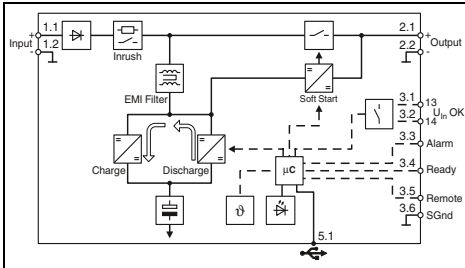 1.1
+
Input
1.2
-
Inrush
EMI Filter
Charge
Discharge
Soft Start
µC
ϑ
5.1
2.1
+
Output
2.2
-
3.1
13
U In OK
3.2
14
3.3
Alarm
3.4
Ready
3.5
Remote
3.6
SGnd